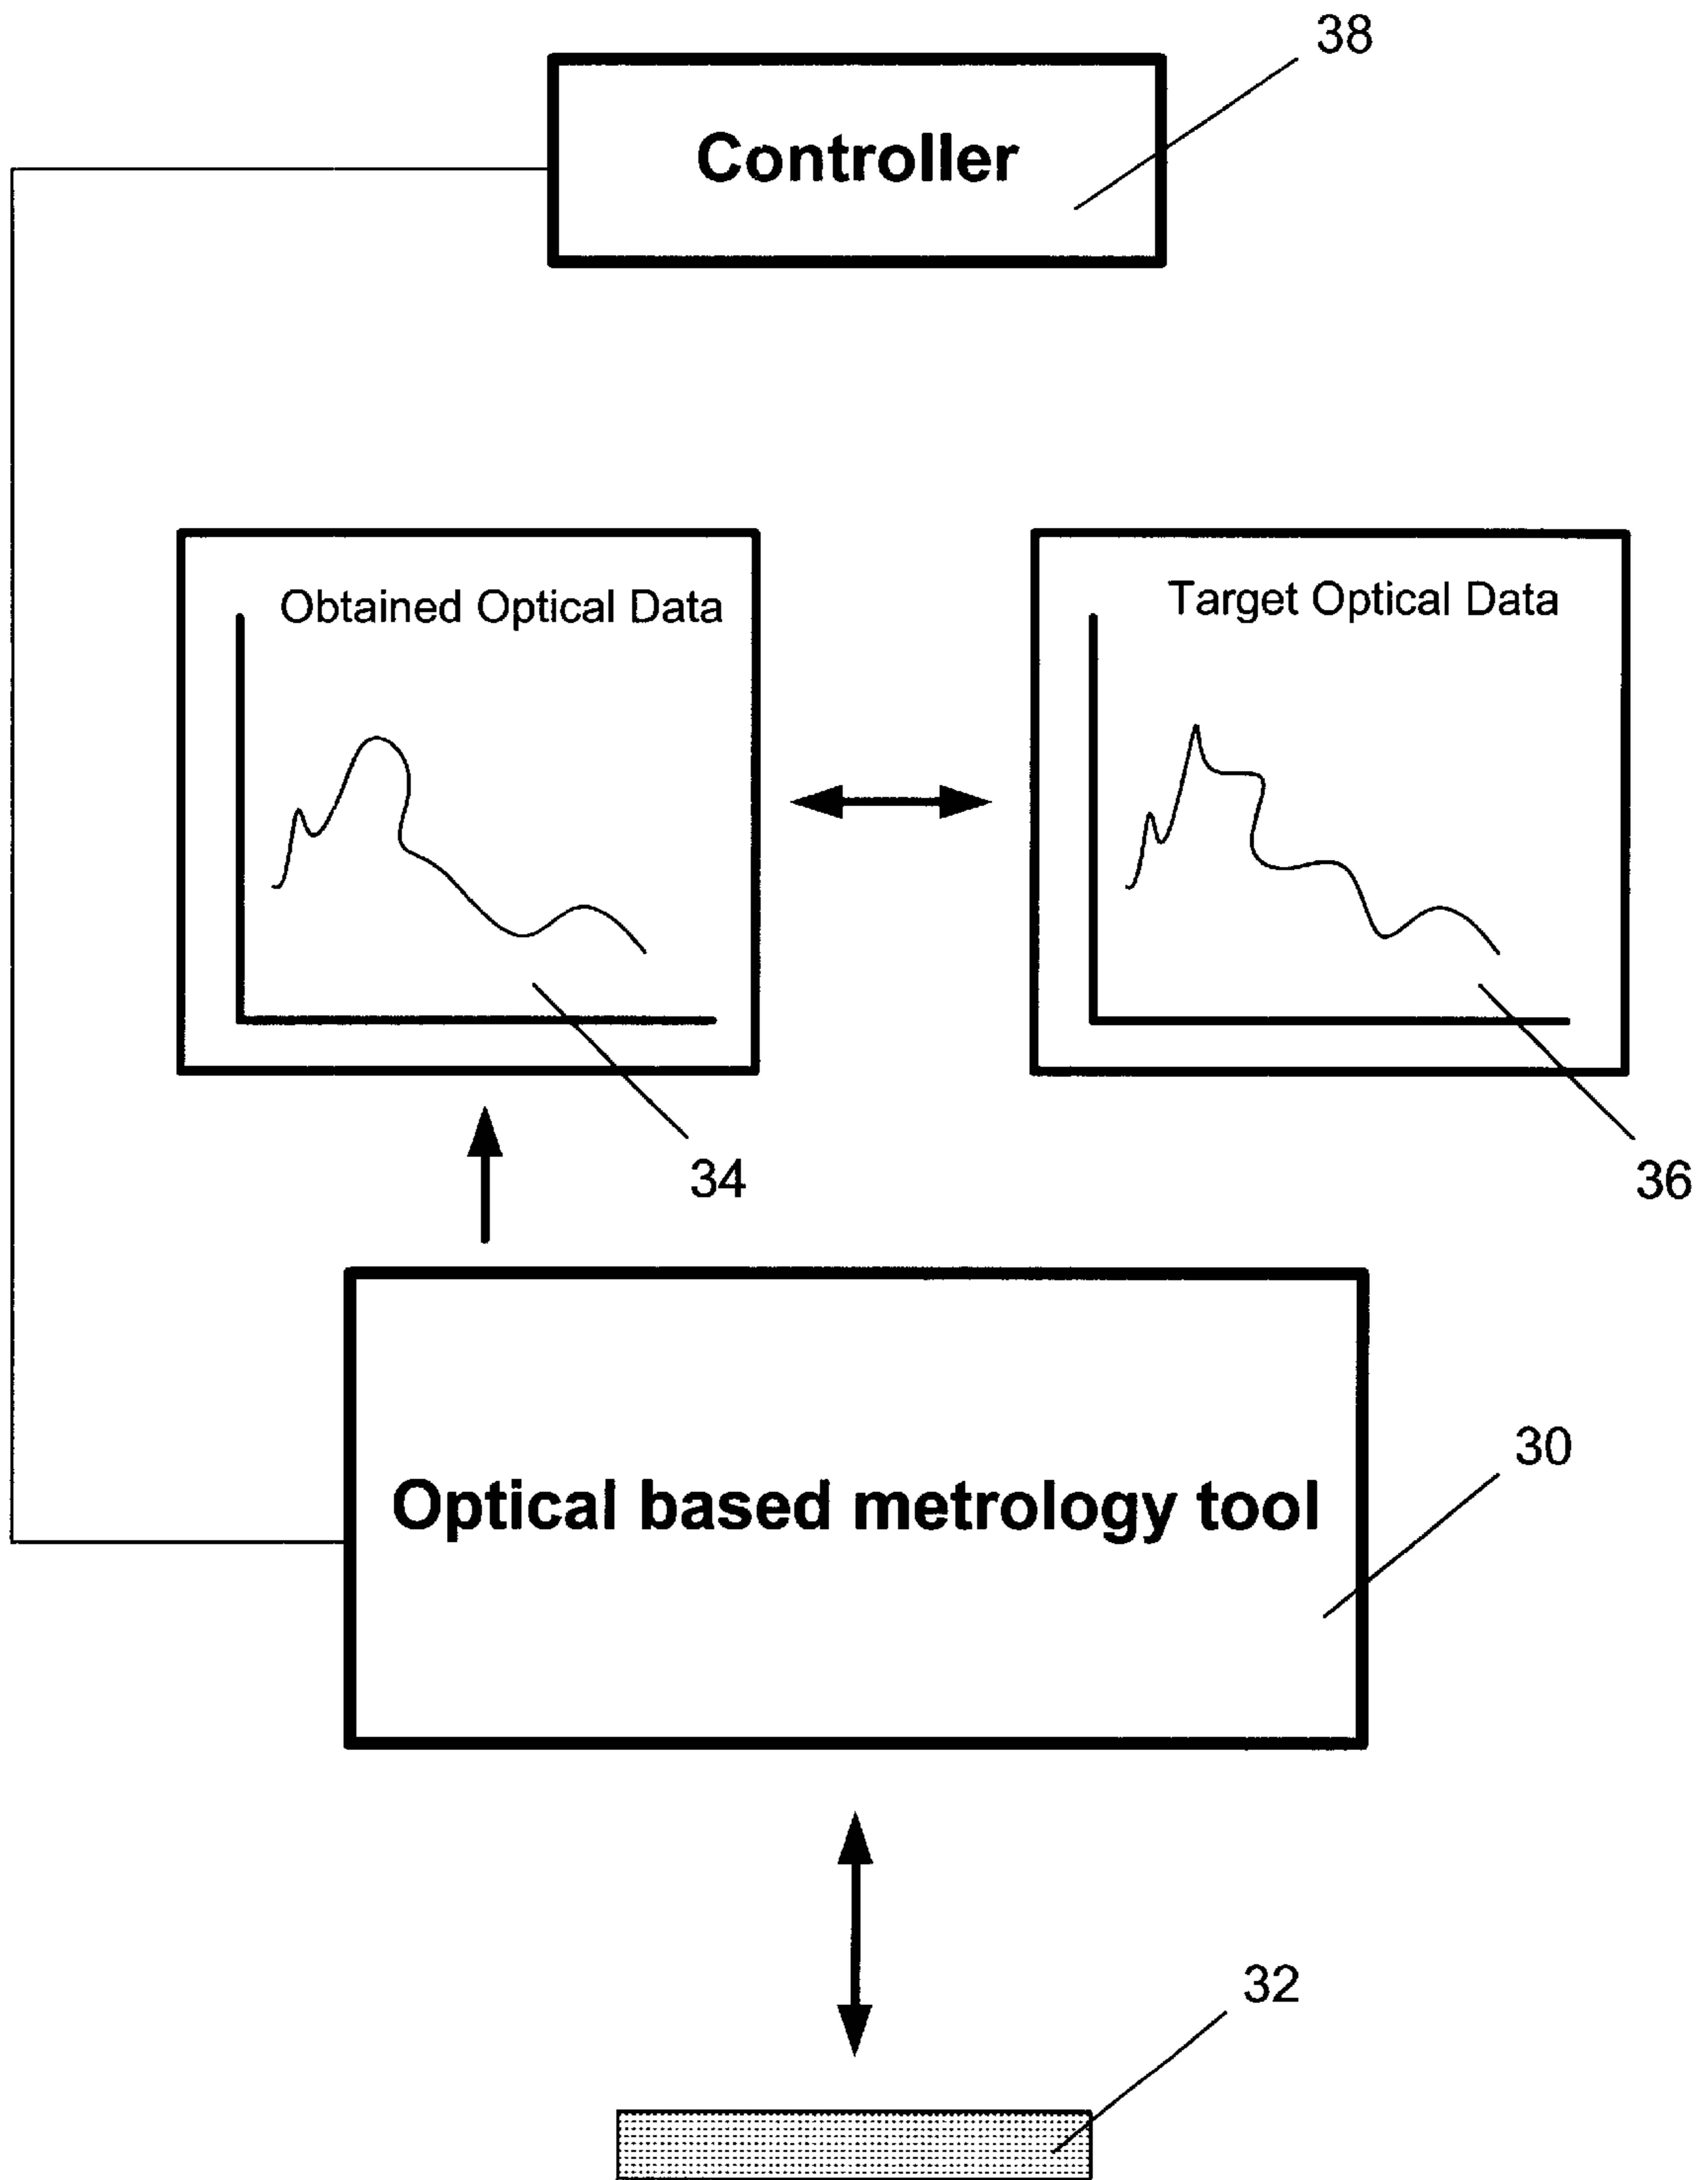 38
Controller
Obtained Optical Data
Target Optical Data
34
36
30
Optical based metrology tool
32